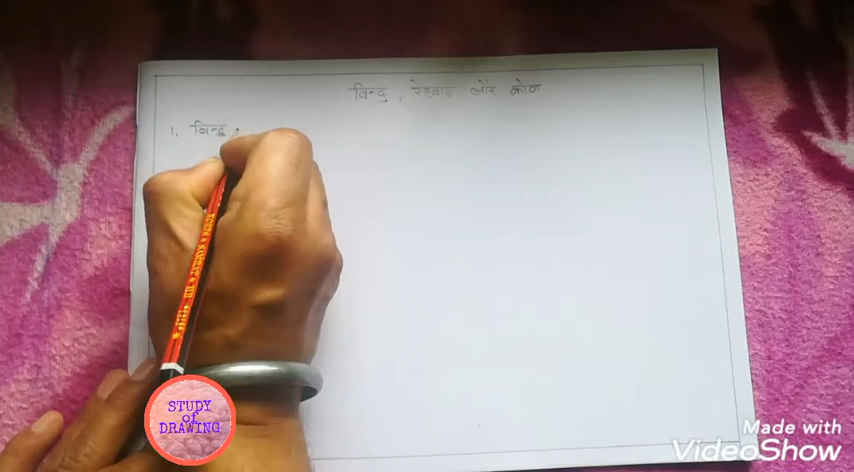 बिन्दु, रेखाएं और कोण
1. बिन्दु :
STUDY
of
DRAWING
Made with
VideoShow